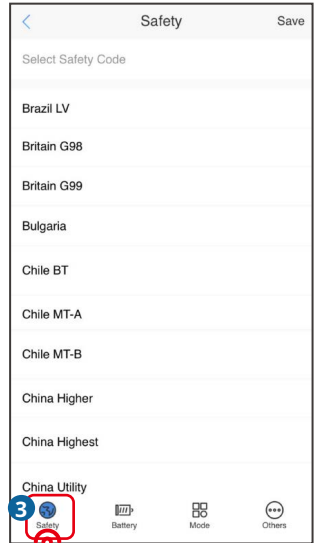 Safety Save
Select Safety Code
Brazil LV
Britain G98
Britain G99
Bulgaria
Chile BT
Chile MT-A
Chile MT-B
China Higher
China Highest
China Utility
3
Safety Battery Mode Others